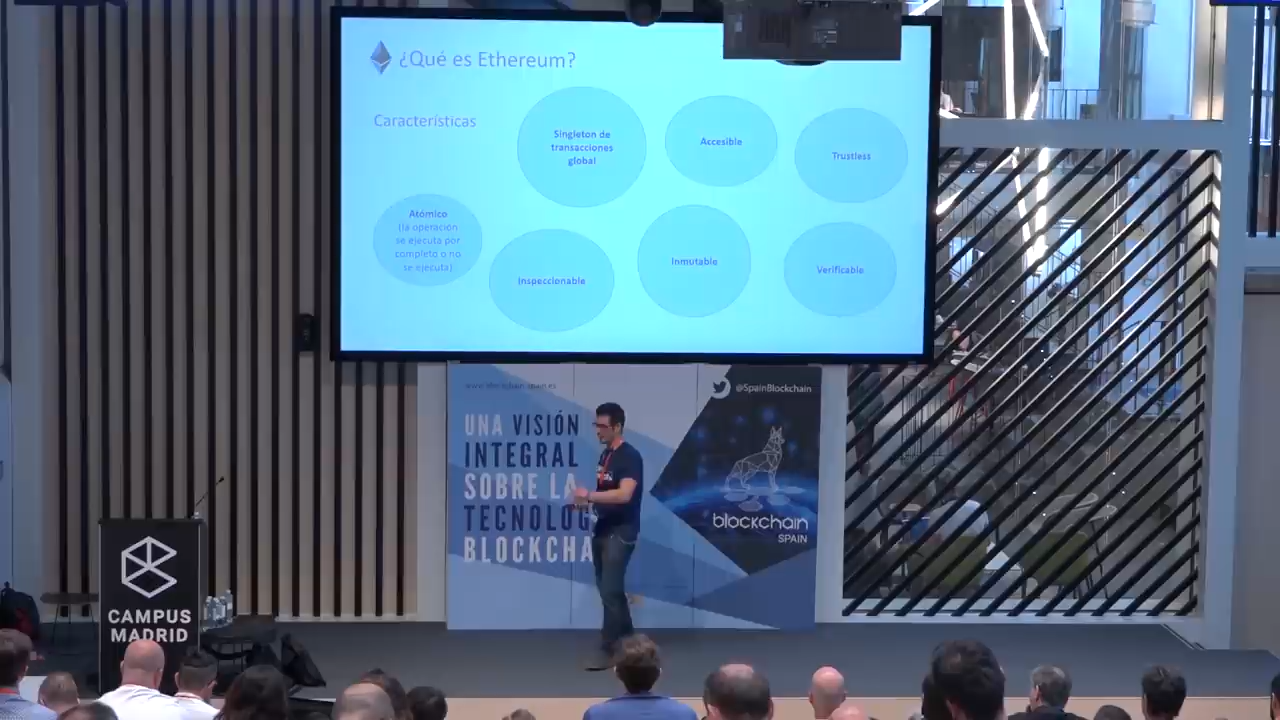 ¿Qué es Ethereum?
Características
Singleton de
transacciones
global
Accesible
Trustless
Atómico
(la operación
se ejecuta por
completo o no
se ejecuta)
Inspeccionable
Inmutable
Verificable
@SpainBlockchain
UNA VISIÓN
INTEGRAL
SOBRE LA
TECNOLOG
BLOCKCHA
blockchain
SPAIN
CAMPUS
MADRID